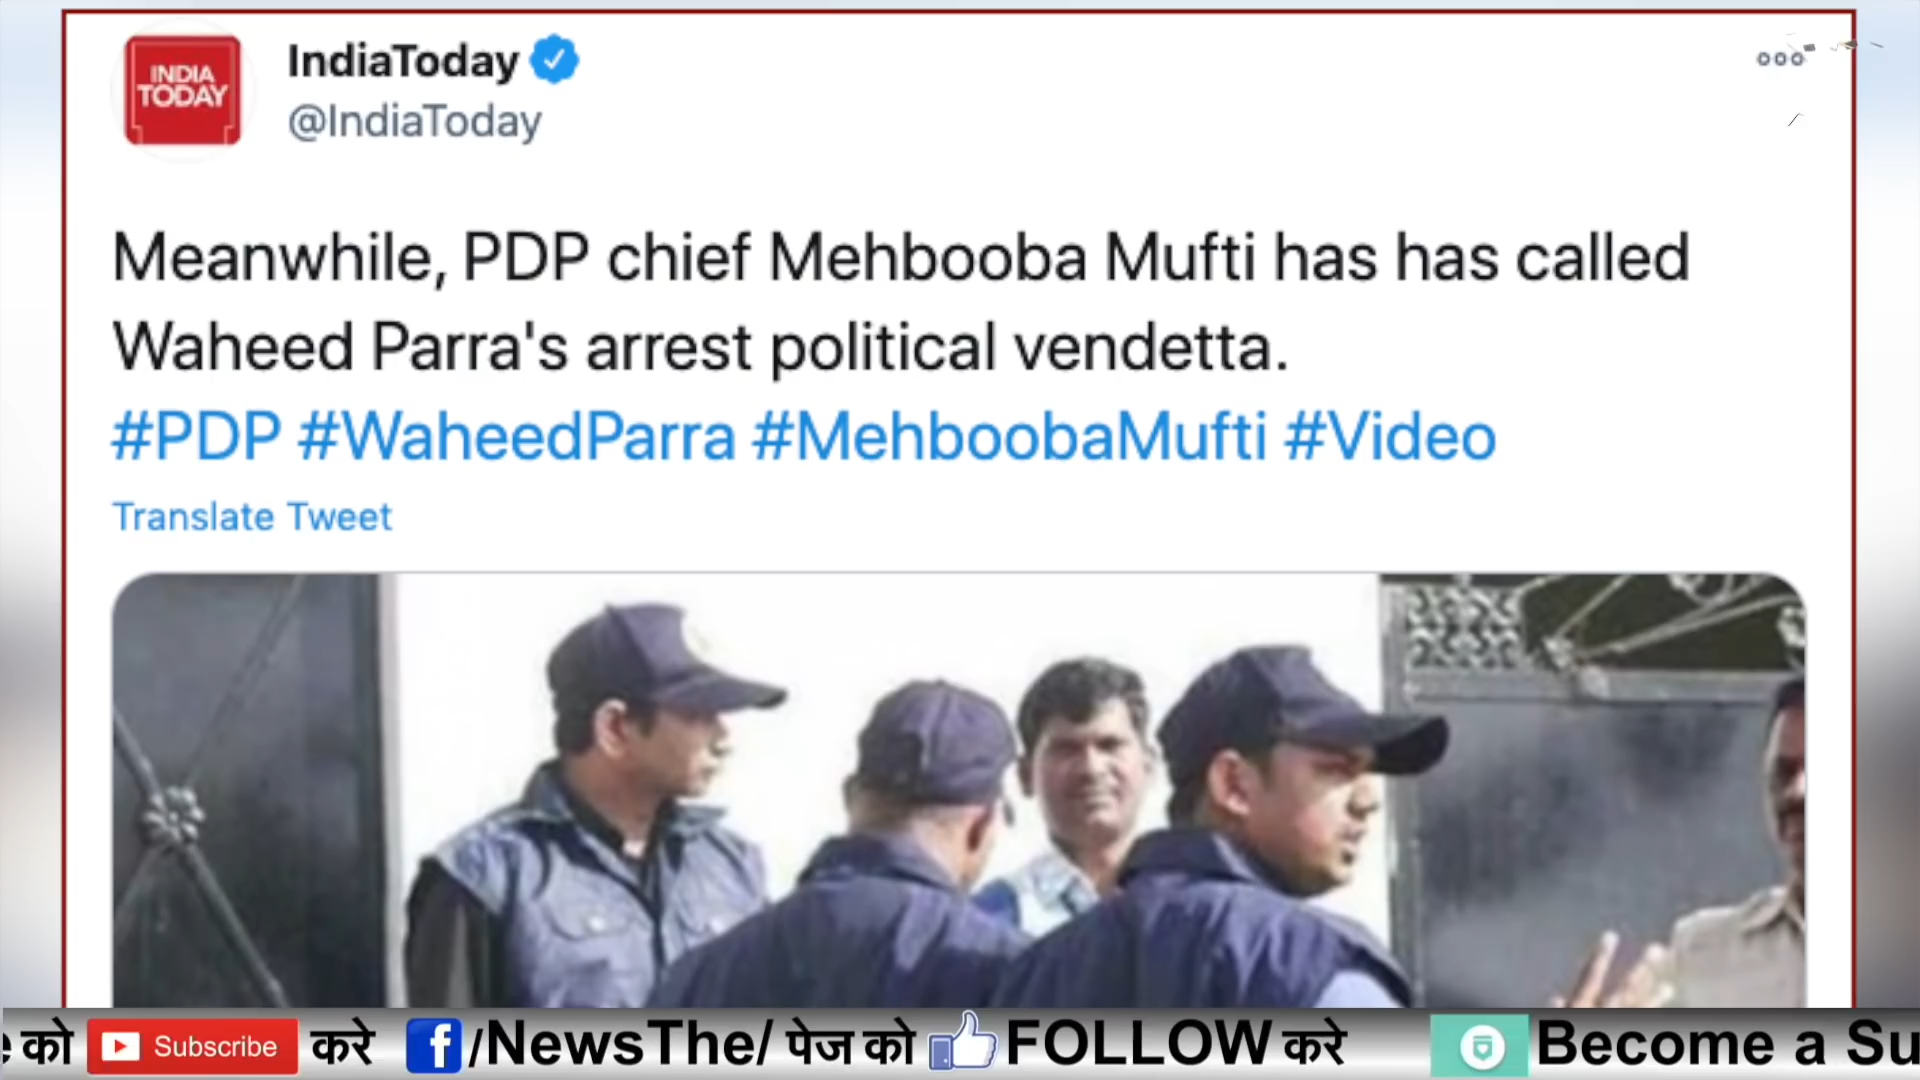 INDIA
TODAY
IndiaToday
@IndiaToday
Meanwhile, PDP chief Mehbooba Mufti has has called
Waheed Parra's arrest political vendetta.
#PDP #WaheedParra #MehboobaMufti #Video
Translate Tweet
को Subscribe करे f/NewsThe/ पेज को FOLLOW करे Become a Su